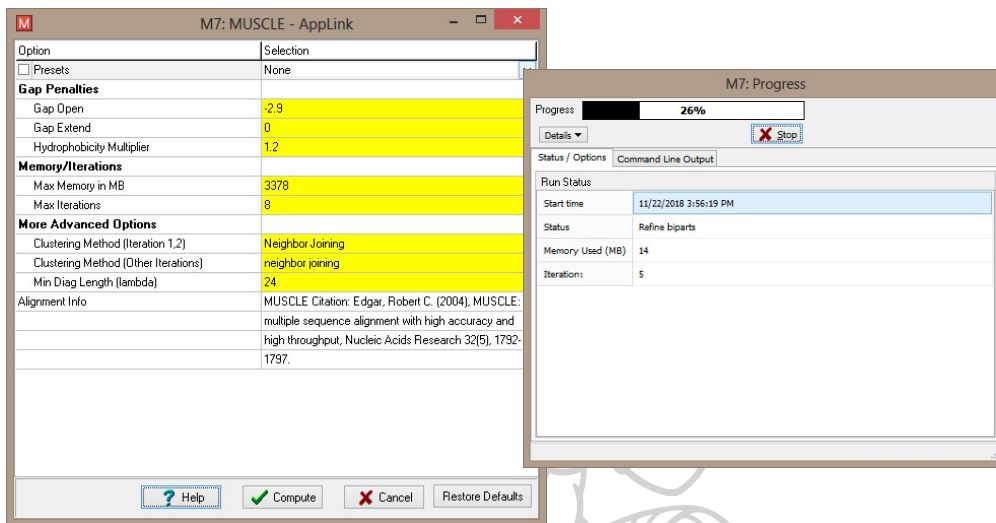 M
M7: MUSCLE - AppLink
Option Selection
Presets None
Gap Penalties
Gap Open -2.9
Gap Extend 0
Hydrophobicity Multiplier 1.2
Memory/Iterations
Max Memory in MB 3378
Max Iterations 8
More Advanced Options
Clustering Method (Iteration 1,2) Neighbor Joining
Clustering Method (Other Iterations) neighbor joining
Min Diag Length (lambda) 24
Alignment Info MUSCLE Citation: Edgar, Robert C. (2004), MUSCLE:
multiple sequence alignment with high accuracy and
high throughput, Nucleic Acids Research 32(5), 1792-
1797.
? Help Compute Cancel Restore Defaults
M7: Progress
Progress 26%
Details Stop
Status / Options Command Line Output
Run Status
Start time 11/22/2018 3:56:19 PM
Status Refine biparts
Memory Used (MB) 14
Iteration: 5